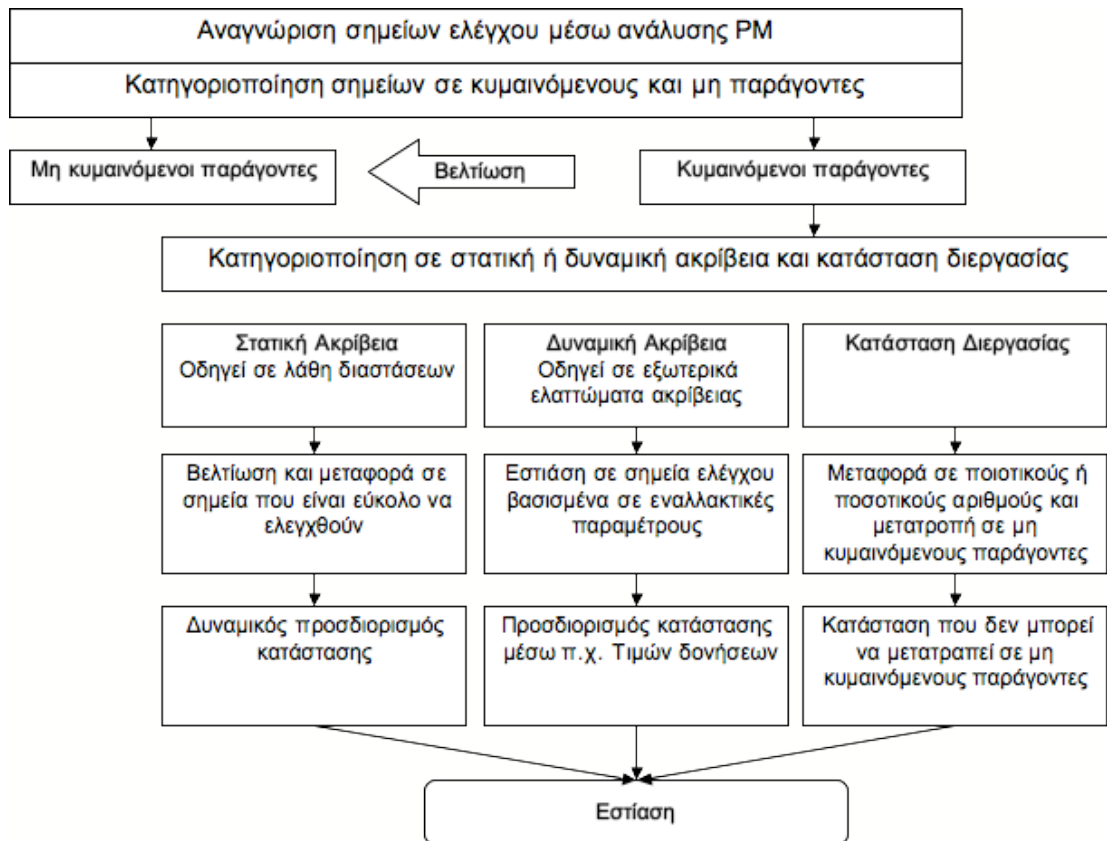 Αναγνώριση σημείων ελέγχου μέσω ανάλυσης PM
Κατηγοριοποίηση σημείων σε κυμαινόμενους και μη παράγοντες
Μη κυμαινόμενοι παράγοντες
Βελτίωση
Κυμαινόμενοι παράγοντες
Κατηγοριοποίηση σε στατική ή δυναμική ακρίβεια και κατάσταση διεργασίας
Στατική Ακρίβεια
Οδηγεί σε λάθη διαστάσεων
Δυναμική Ακρίβεια
Οδηγεί σε εξωτερικά
ελαττώματα ακρίβειας
Κατάσταση Διεργασίας
Βελτίωση και μεταφορά σε
σημεία που είναι εύκολο να
ελεγχθούν
Εστιάση σε σημεία ελέγχου
βασισμένα σε εναλλακτικές
παραμέτρους
Μεταφορά σε ποιοτικούς ή
ποσοτικούς αριθμούς και
μετατροπή σε μη
κυμαινόμενους παράγοντες
Δυναμικός προσδιορισμός
κατάστασης
Προσδιορισμός κατάστασης
μέσω π.χ. Τιμών δονήσεων
Κατάσταση που δεν μπορεί
να μετατραπεί σε μη
κυμαινόμενους παράγοντες
Εστίαση